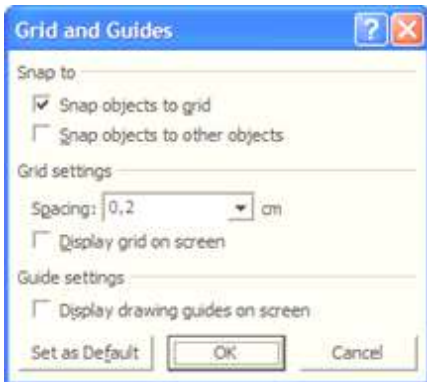 Grid and Guides
Snap to
Snap objects to grid
Snap objects to other objects
Grid settings
Spacing: 0,2 cm
Display grid on screen
Guide settings
Display drawing guides on screen
Set as Default OK Cancel